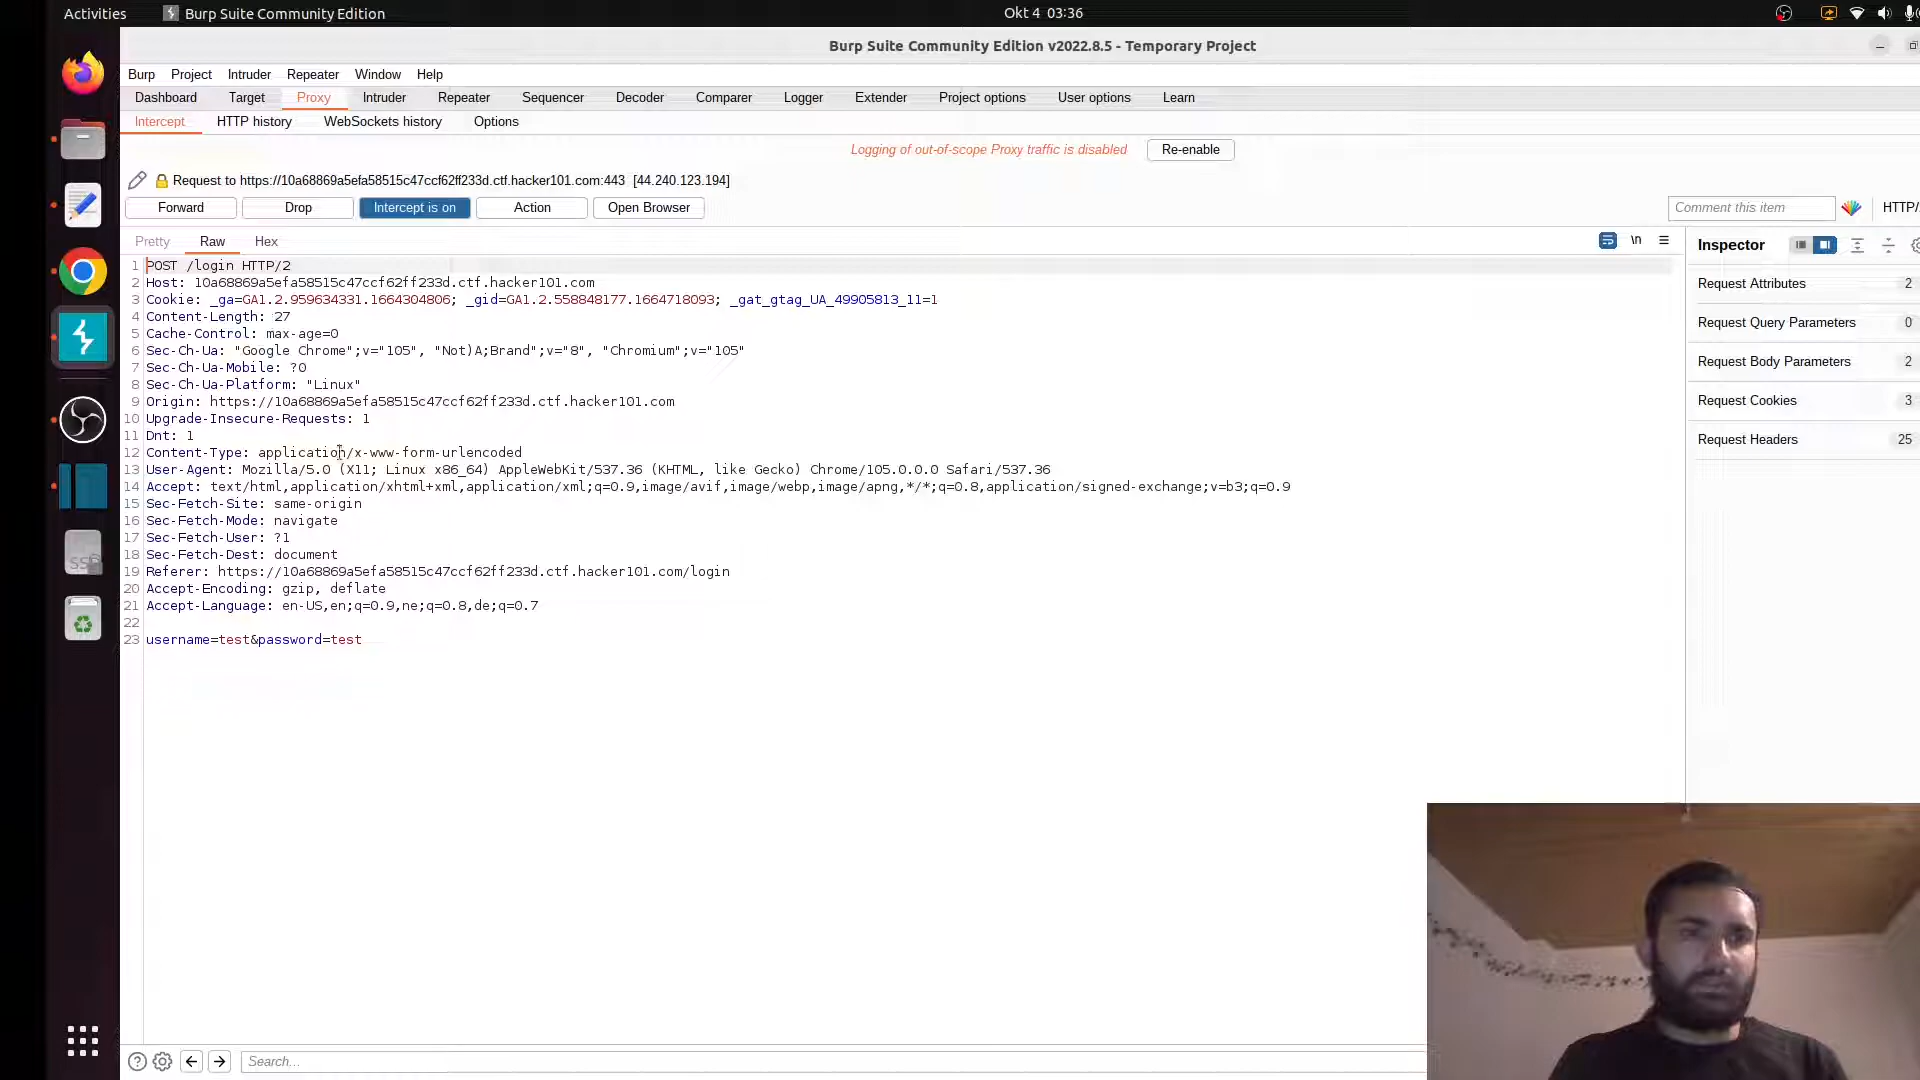 Activities Burp Suite Community Edition Okt 4 03:36
Burp Suite Community Edition v2022.8.5 - Temporary Project
Burp Project Intruder Repeater Window Help
Dashboard Target Proxy Intruder Repeater Sequencer Decoder Comparer Logger Extender Project options User options Learn
Intercept HTTP history WebSockets history Options
Logging of out-of-scope Proxy traffic is disabled Re-enable
Request to https://10a68869a5efa58515c47ccf62ff233d.ctf.hacker101.com:443 [44.240.123.194]
Forward Drop Intercept is on Action Open Browser Comment this item HTTP/
Pretty Raw Hex \n Inspector
1 POST /login HTTP/2
2 Host: 10a68869a5efa58515c47ccf62ff233d.ctf.hacker101.com
3 Cookie: _ga=GA1.2.959634331.1664304806; _gid=GA1.2.558848177.1664718093; _gat_gtag_UA_49905813_11=1
4 Content-Length: 27
5 Cache-Control: max-age=0
6 Sec-Ch-Ua: "Google Chrome";v="105", "Not)A;Brand";v="8", "Chromium";v="105"
7 Sec-Ch-Ua-Mobile: ?0
8 Sec-Ch-Ua-Platform: "Linux"
9 Origin: https://10a68869a5efa58515c47ccf62ff233d.ctf.hacker101.com
10 Upgrade-Insecure-Requests: 1
11 Dnt: 1
12 Content-Type: application/x-www-form-urlencoded
13 User-Agent: Mozilla/5.0 (X11; Linux x86_64) AppleWebKit/537.36 (KHTML, like Gecko) Chrome/105.0.0.0 Safari/537.36
14 Accept: text/html,application/xhtml+xml,application/xml;q=0.9,image/avif,image/webp,image/apng,*/*;q=0.8,application/signed-exchange;v=b3;q=0.9
15 Sec-Fetch-Site: same-origin
16 Sec-Fetch-Mode: navigate
17 Sec-Fetch-User: ?1
18 Sec-Fetch-Dest: document
19 Referer: https://10a68869a5efa58515c47ccf62ff233d.ctf.hacker101.com/login
20 Accept-Encoding: gzip, deflate
21 Accept-Language: en-US,en;q=0.9,ne;q=0.8,de;q=0.7
22
23 username=test&password=test
Request Attributes 2
Request Query Parameters 0
Request Body Parameters 2
Request Cookies 3
Request Headers 25
Search...